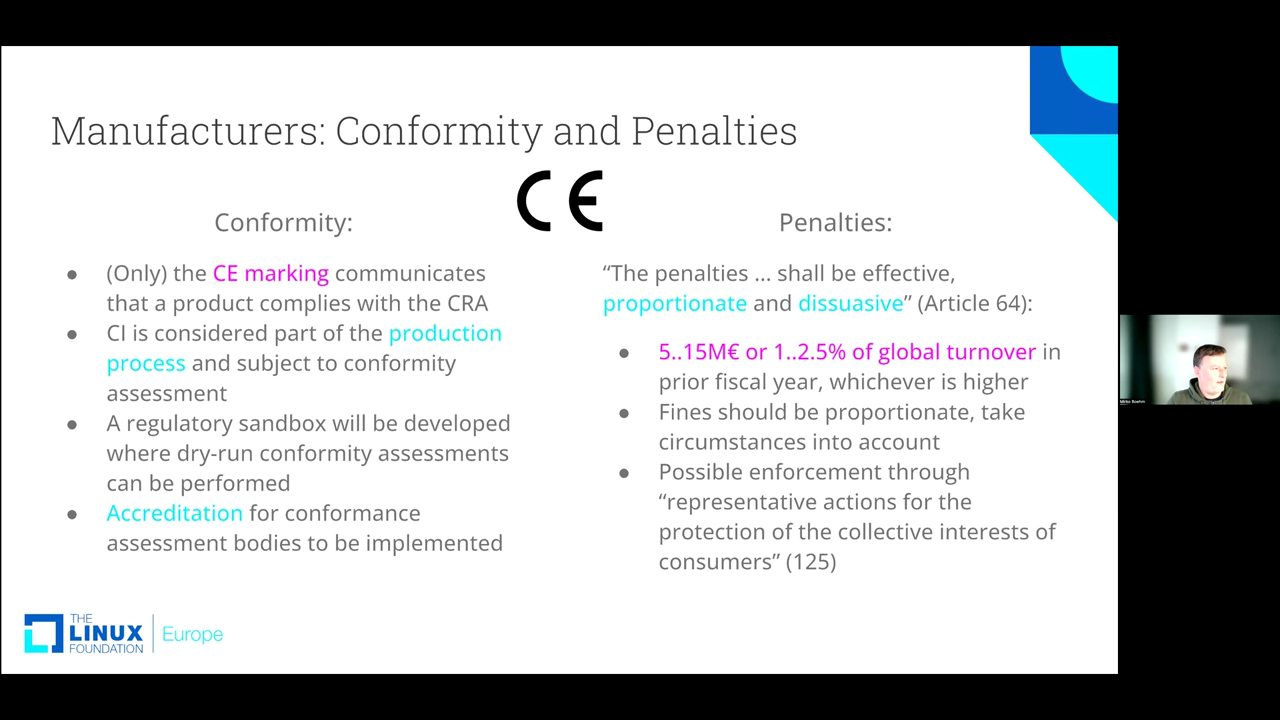 Manufacturers: Conformity and Penalties
CE
Conformity:
● (Only) the CE marking communicates
that a product complies with the CRA
● CI is considered part of the production
process and subject to conformity
assessment
● A regulatory sandbox will be developed
where dry-run conformity assessments
can be performed
● Accreditation for conformance
assessment bodies to be implemented
Penalties:
“The penalties ... shall be effective,
proportionate and dissuasive” (Article 64):
● 5..15M€ or 1..2.5% of global turnover in
prior fiscal year, whichever is higher
● Fines should be proportionate, take
circumstances into account
● Possible enforcement through
“representative actions for the
protection of the collective interests of
consumers” (125)
THE
LINUX
FOUNDATION
Europe
Mirko Boehm